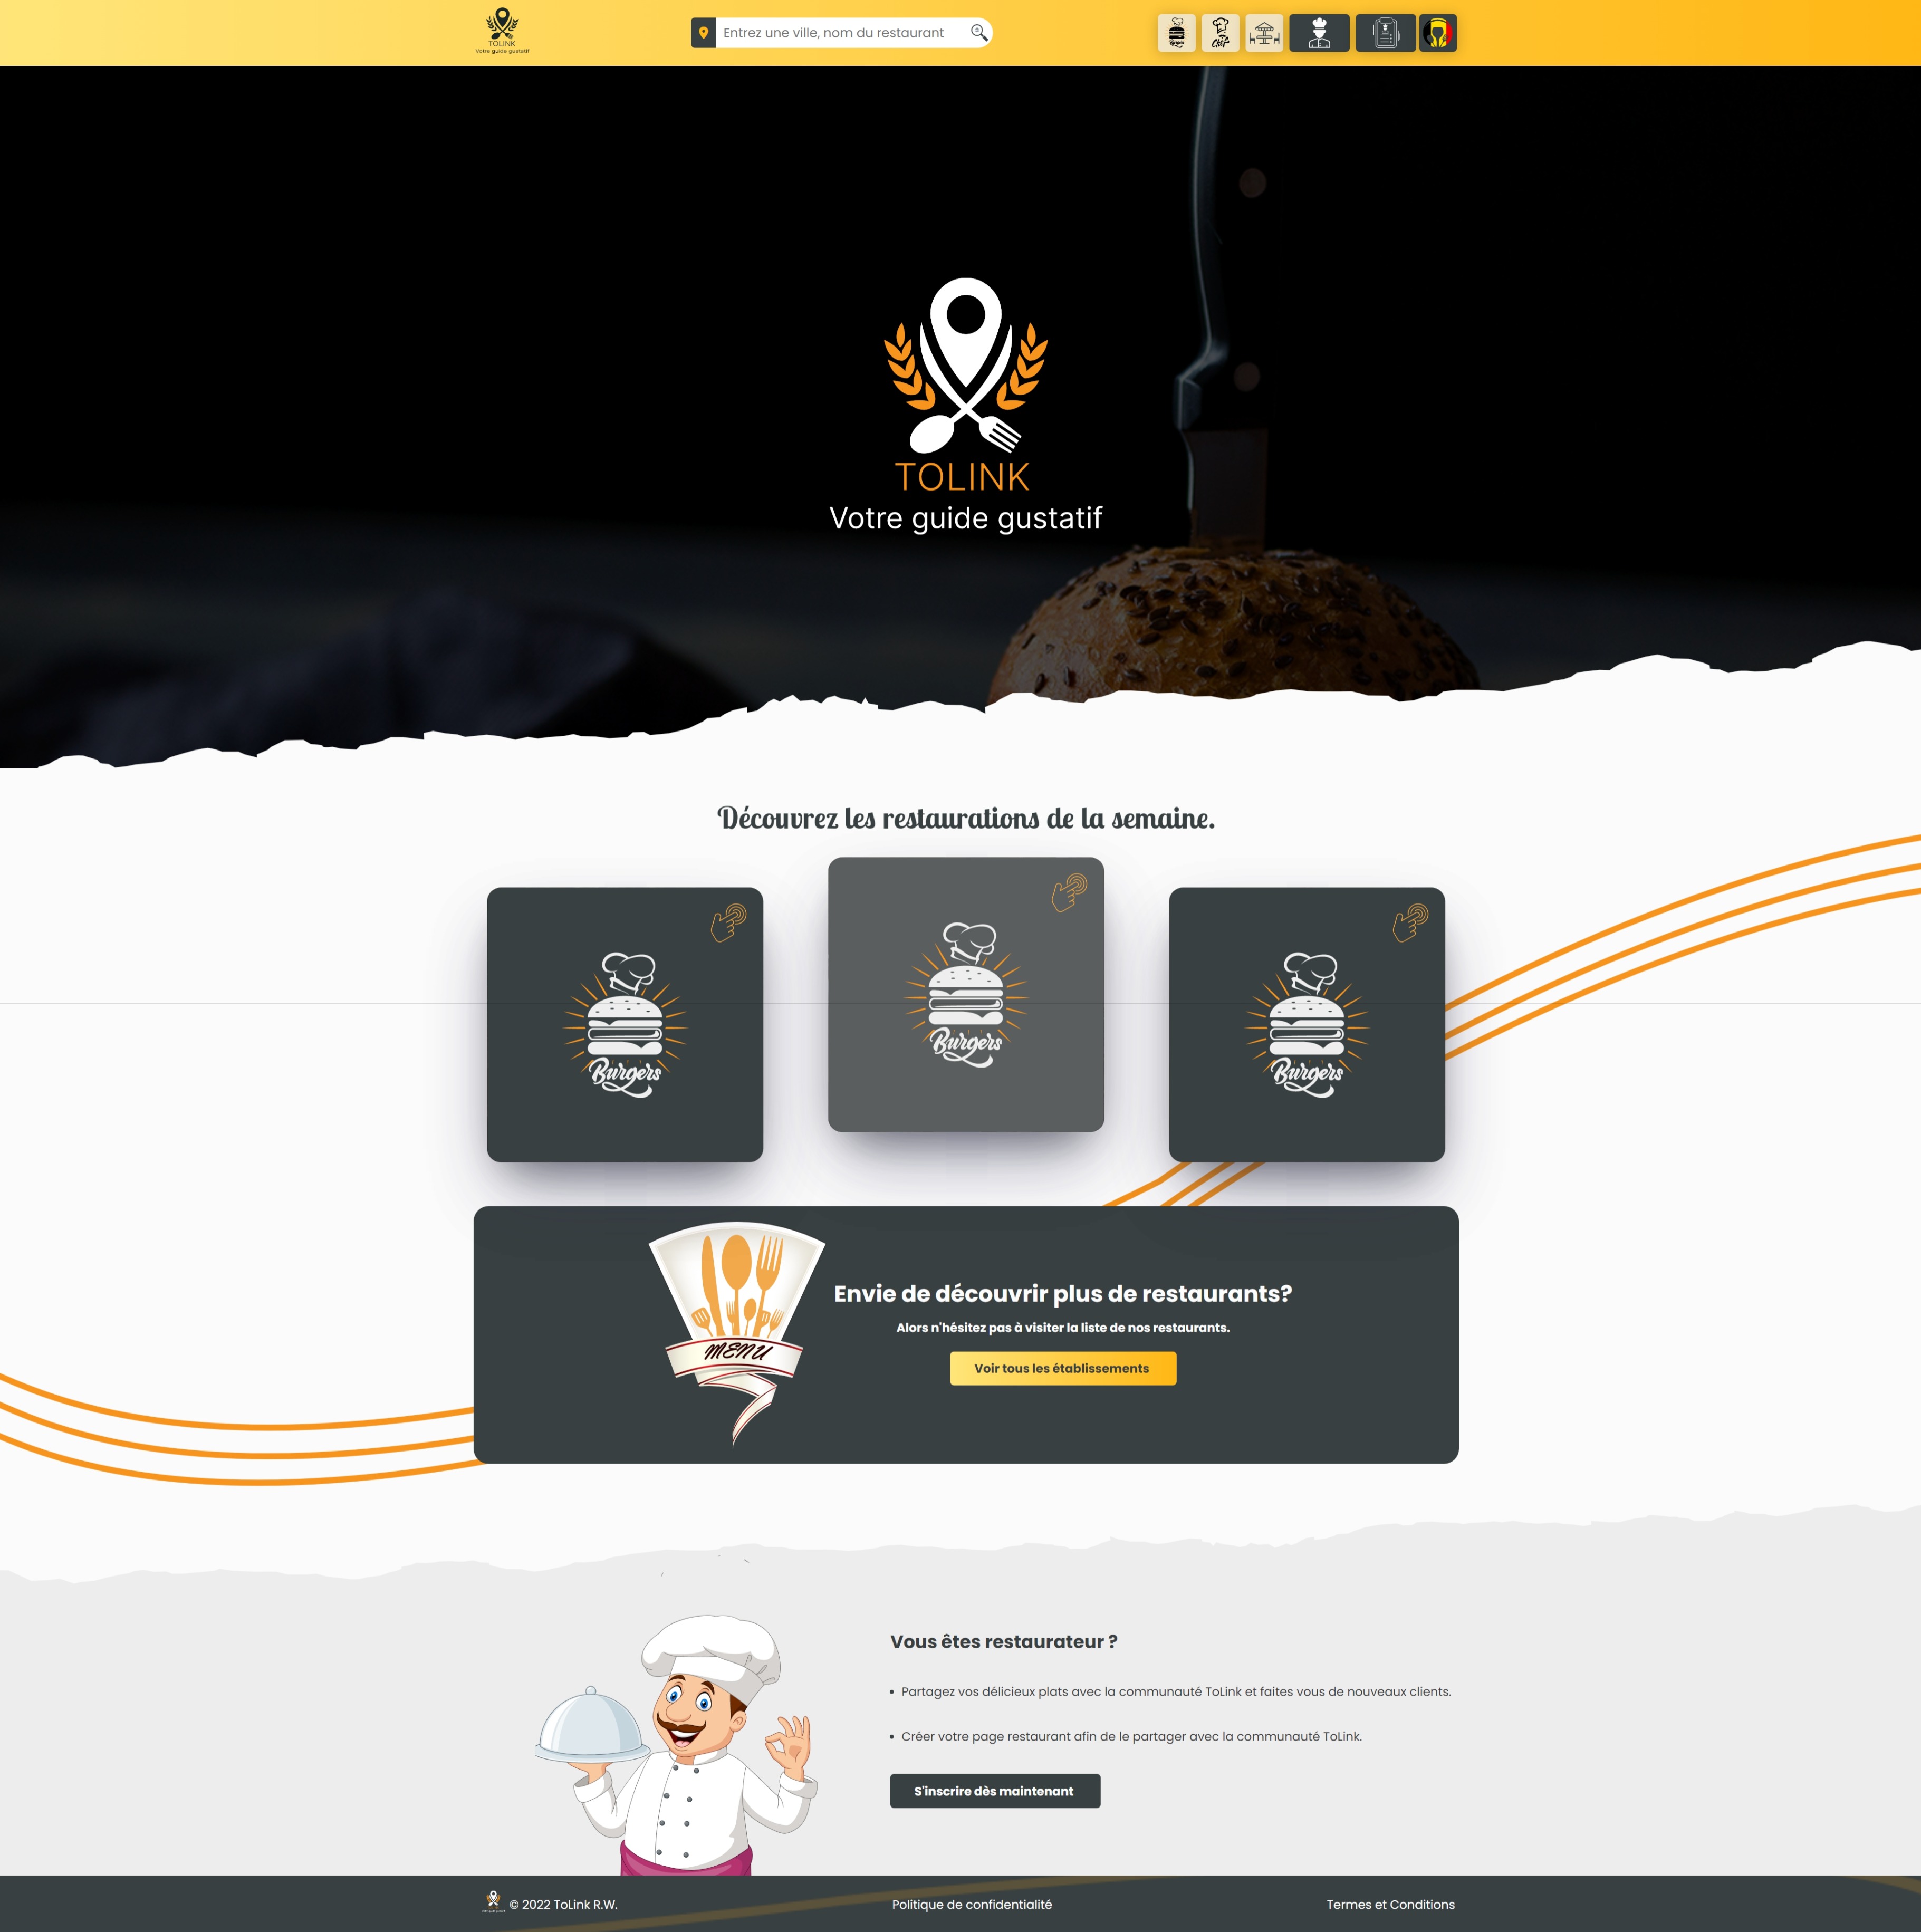 TOLINK
Votre guide gustatif
Entrez une ville, nom du restaurant
Burgers
Chef
TOLINK
Votre guide gustatif
Découvrez les restaurations de la semaine.
Burgers
Burgers
Burgers
MENU
Envie de découvrir plus de restaurants?
Alors n'hésitez pas à visiter la liste de nos restaurants.
Voir tous les établissements
Vous êtes restaurateur ?
• Partagez vos délicieux plats avec la communauté ToLink et faites vous de nouveaux clients.
• Créer votre page restaurant afin de le partager avec la communauté ToLink.
S'inscrire dès maintenant
© 2022 ToLink R.W.
Politique de confidentialité
Termes et Conditions